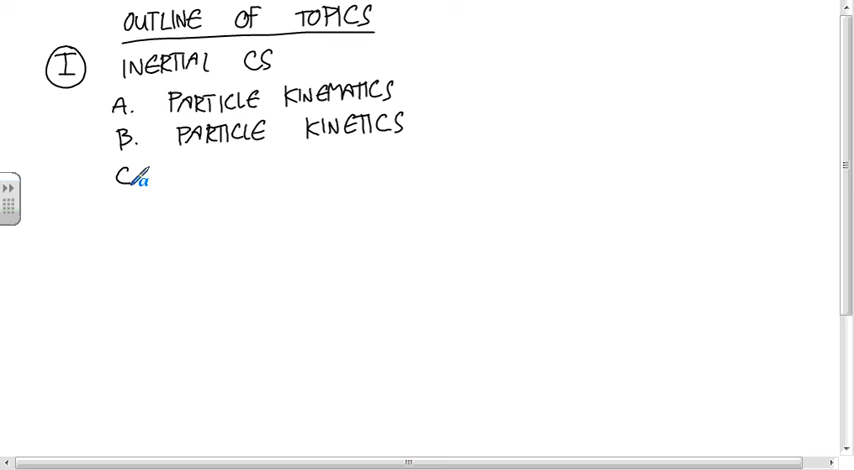 OUTLINE OF TOPICS
I INERTIAL CS
A. PARTICLE KINEMATICS
B. PARTICLE KINETICS
C